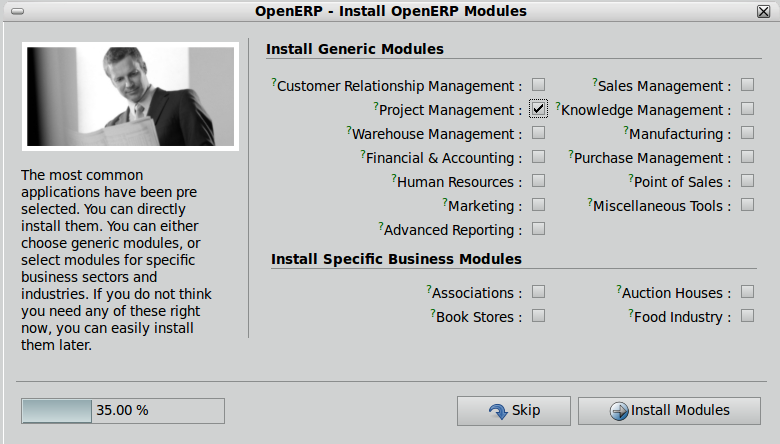 OpenERP - Install OpenERP Modules
Install Generic Modules
?Customer Relationship Management : ?Sales Management :
?Project Management : ?Knowledge Management :
?Warehouse Management : ?Manufacturing :
?Financial & Accounting : ?Purchase Management :
?Human Resources : ?Point of Sales :
?Marketing : ?Miscellaneous Tools :
?Advanced Reporting :
The most common
applications have been pre
selected. You can directly
install them. You can either
choose generic modules, or
select modules for specific
business sectors and
industries. If you do not think
you need any of these right
now, you can easily install
them later.
Install Specific Business Modules
?Associations : ?Auction Houses :
?Book Stores : ?Food Industry :
35.00 %
Skip
Install Modules